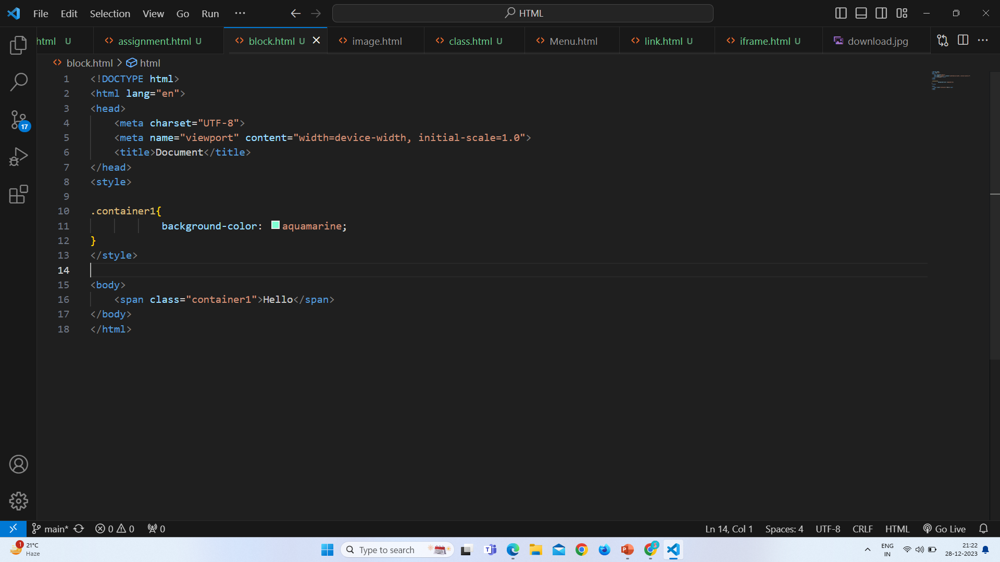 File Edit Selection View Go Run ··· HTML
html U assignment.html U block.html U image.html class.html U Menu.html link.html U iframe.html U download.jpg
block.html > html
1 <!DOCTYPE html>
2 <html lang="en">
3 <head>
4 <meta charset="UTF-8">
5 <meta name="viewport" content="width=device-width, initial-scale=1.0">
6 <title>Document</title>
7 </head>
8 <style>
9
10 .container1{
11 background-color: aquamarine;
12 }
13 </style>
14
15 <body>
16 <span class="container1">Hello</span>
17 </body>
18 </html>
17
main* 0 0 0 Ln 14, Col 1 Spaces: 4 UTF-8 CRLF HTML Go Live
1 21°C
Haze
Type to search
ENG
IN
21:22
28-12-2023